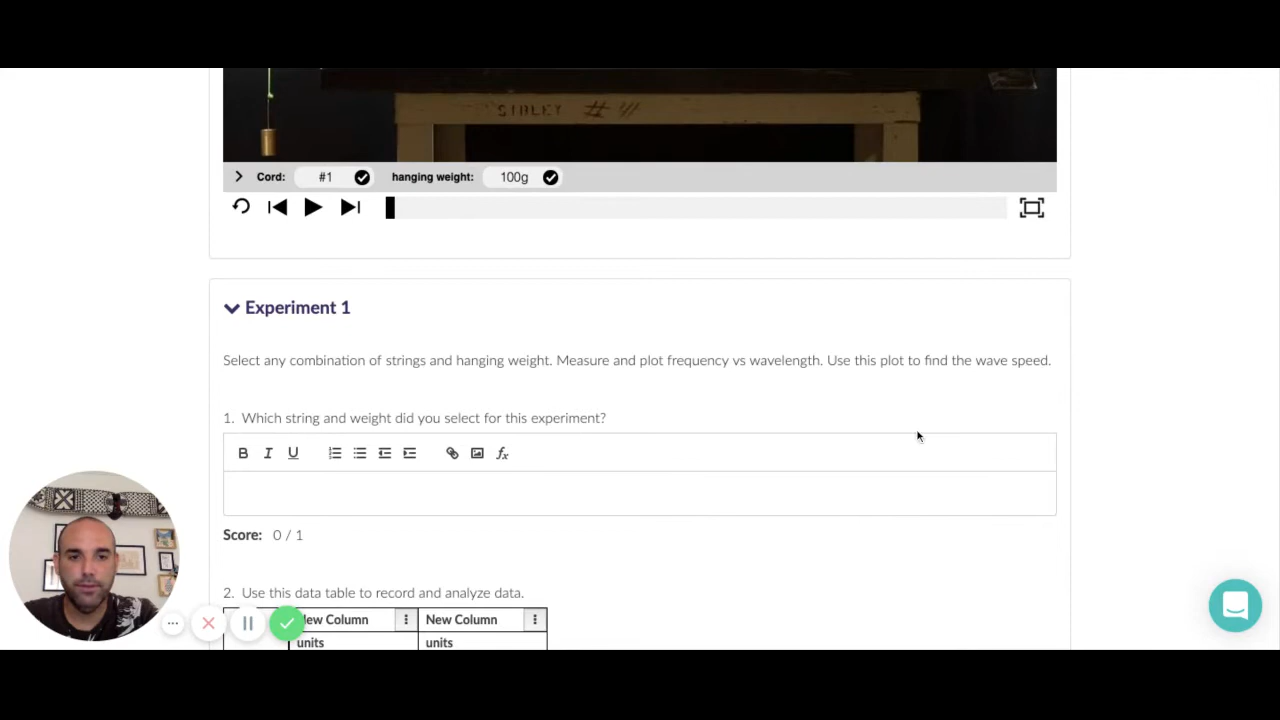 SIBLEY # 41
Cord: #1 hanging weight: 100g
Experiment 1
Select any combination of strings and hanging weight. Measure and plot frequency vs wavelength. Use this plot to find the wave speed.
1. Which string and weight did you select for this experiment?
B I U fx
Score: 0 / 1
2. Use this data table to record and analyze data.
New Column New Column
units units